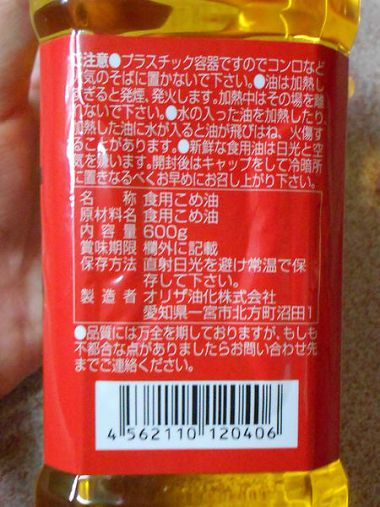 ご注意●プラスチック容器ですのでコンロなど
火気のそばに置かないで下さい。●油は加熱し
すぎると発煙、発火します。加熱中はその場を離
れないで下さい。●水の入った油を加熱したり、
加熱した油に水が入ると油が飛びはね、火傷す
ることがあります。●新鮮な食用油は日光と空
気を嫌います。開封後はキャップをして冷暗所
に置きなるべくお早めにお召し上がり下さい。
名 称 食用こめ油
原材料名 食用こめ油
内容量 600g
賞味期限 欄外に記載
保存方法 直射日光を避け常温で保
存して下さい。
製造者 オリザ油化株式会社
愛知県一宮市北方町沼田1
●品質には万全を期しておりますが、もしも
不都合な点がありましたらお問い合わせ先
までご連絡ください。
4 562110 120406